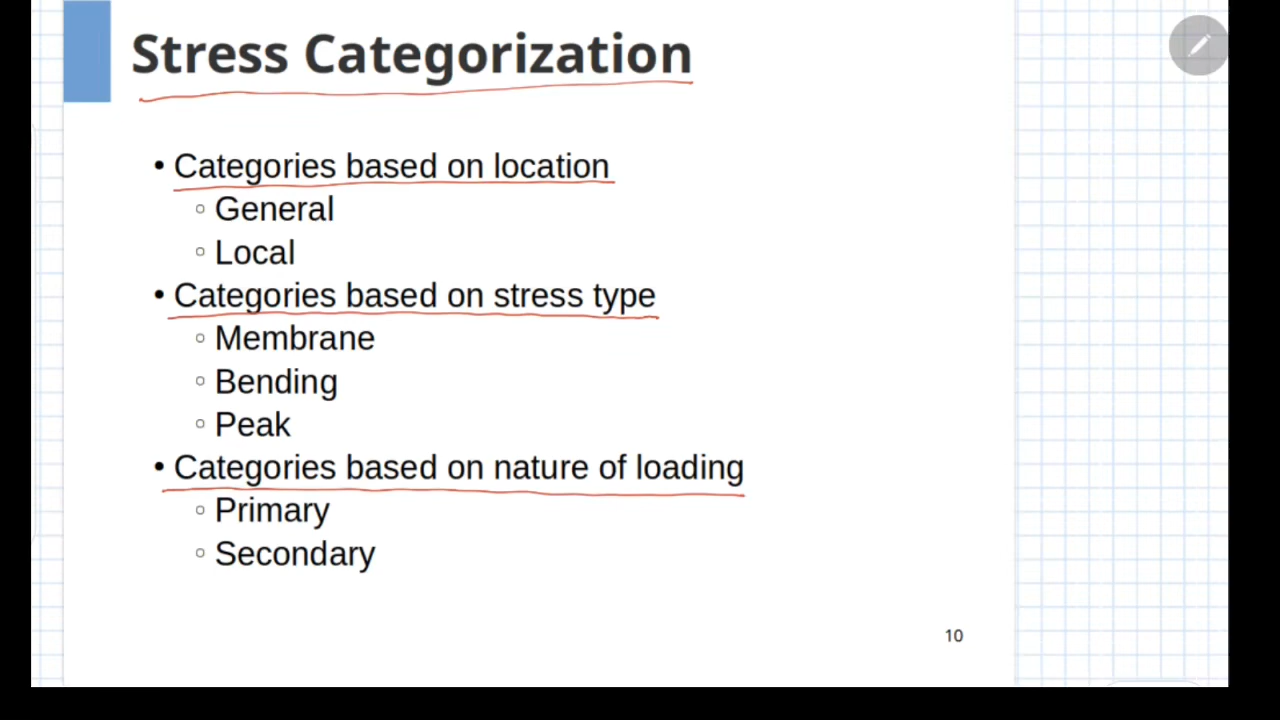 Stress Categorization
• Categories based on location
○ General
○ Local
• Categories based on stress type
○ Membrane
○ Bending
○ Peak
• Categories based on nature of loading
○ Primary
○ Secondary
10